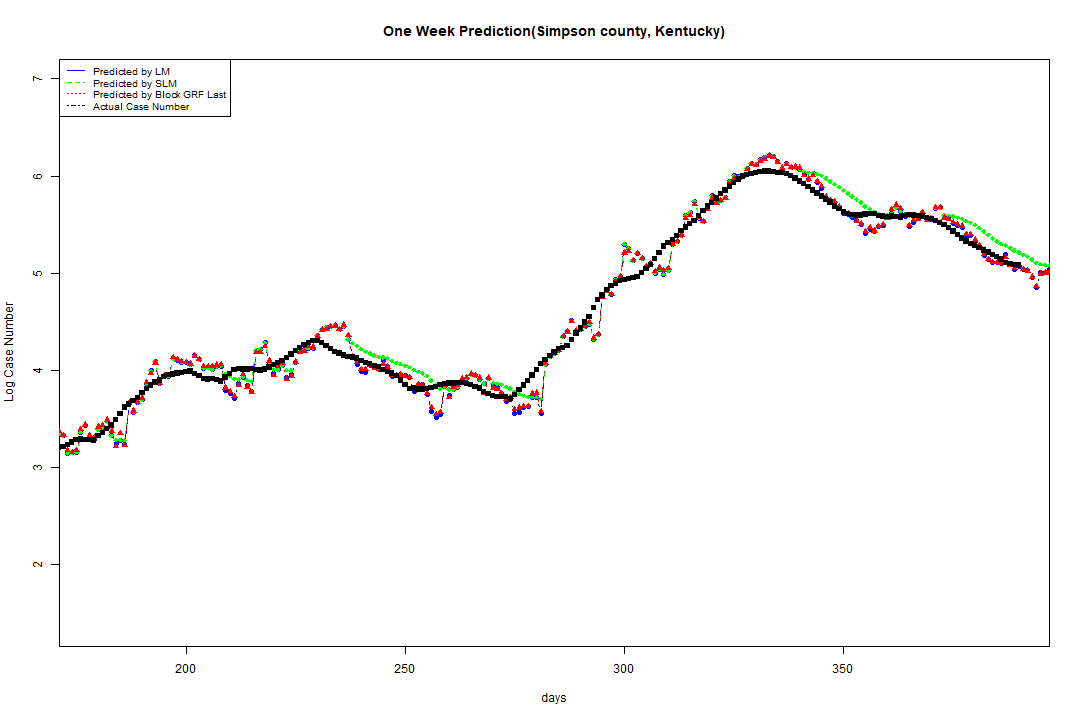 One Week Prediction(Simpson county, Kentucky)
Predicted by LM
Predicted by SLM
Predicted by Block GRF Last
Actual Case Number
7
6
5
4
3
2
Log Case Number
200
250
300
350
days